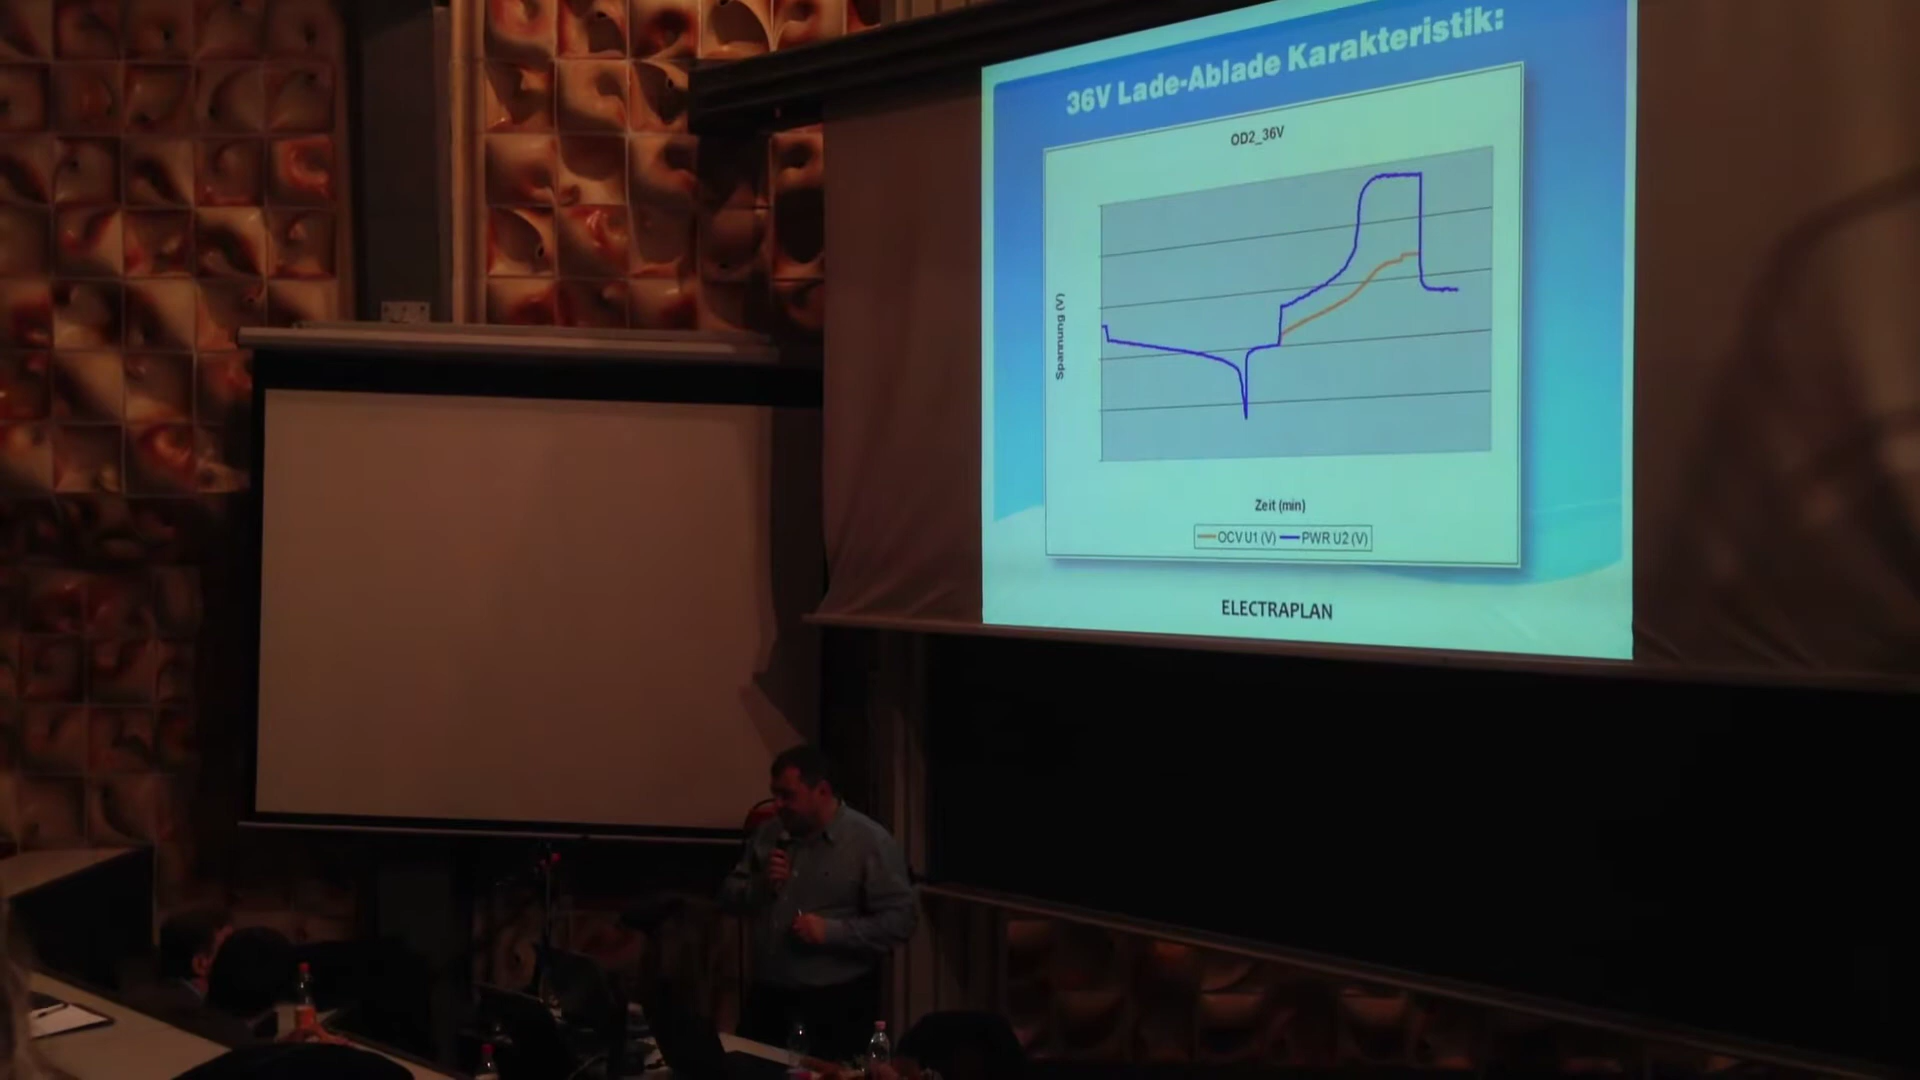 36V Lade-Ablade Karakteristik:
OD2_36V
Spannung (V)
Zeit (min)
OCV U1 (V) PWR U2 (V)
ELECTRAPLAN